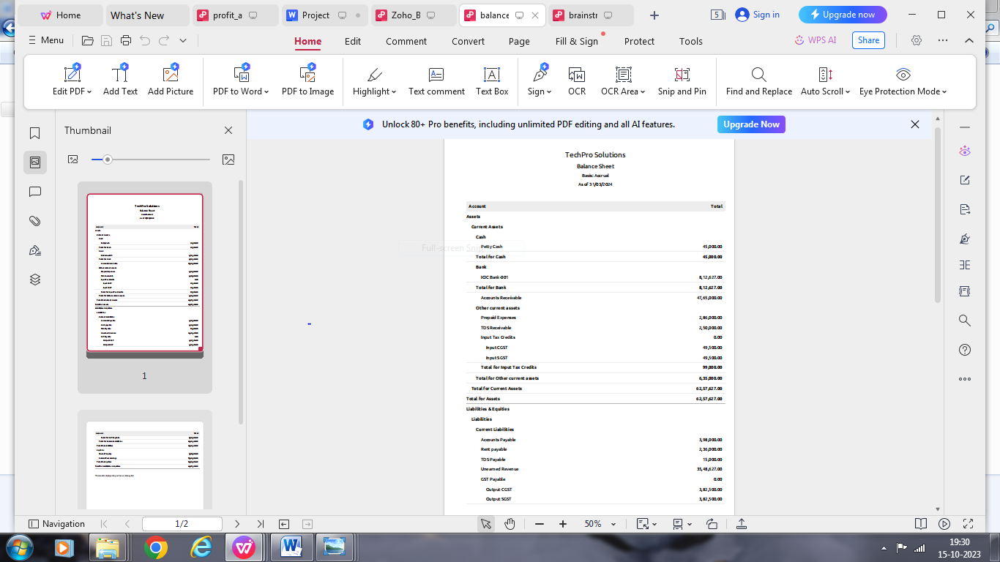 Home
What's New
profit_a
Project
Zoho_B
balance
brainstr
5
Sign in
Upgrade now
Menu
Home
Edit
Comment
Convert
Page
Fill & Sign
Protect
Tools
WPS AI
Share
Edit PDF
Add Text
Add Picture
PDF to Word
PDF to Image
Highlight
Text comment
Text Box
Sign
OCR
OCR Area
Snip and Pin
Find and Replace
Auto Scroll
Eye Protection Mode
Thumbnail
Unlock 80+ Pro benefits, including unlimited PDF editing and all AI features.
Upgrade Now
1
TechPro Solutions
Balance Sheet
Basis: Accrual
As of 31/03/2024
Account Total
Assets
Current Assets
Cash
Full-screen Snip
Petty Cash 45,000.00
Total for Cash 45,000.00
Bank
ICIC Bank-001 8,12,627.00
Total for Bank 8,12,627.00
Accounts Receivable 47,65,000.00
Other current assets
Prepaid Expenses 2,86,000.00
TDS Receivable 2,50,000.00
Input Tax Credits 0.00
Input CGST 49,500.00
Input SGST 49,500.00
Total for Input Tax Credits 99,000.00
Total for Other current assets 6,35,000.00
Total for Current Assets 62,57,627.00
Total for Assets 62,57,627.00
Liabilities & Equities
Liabilities
Current Liabilities
Accounts Payable 3,98,000.00
Rent payable 2,36,000.00
TDS Payable 15,000.00
Unearned Revenue 35,48,627.00
GST Payable 0.00
Output CGST 3,82,500.00
Output SGST 3,82,500.00
Navigation
1/2
50%
19:30
15-10-2023